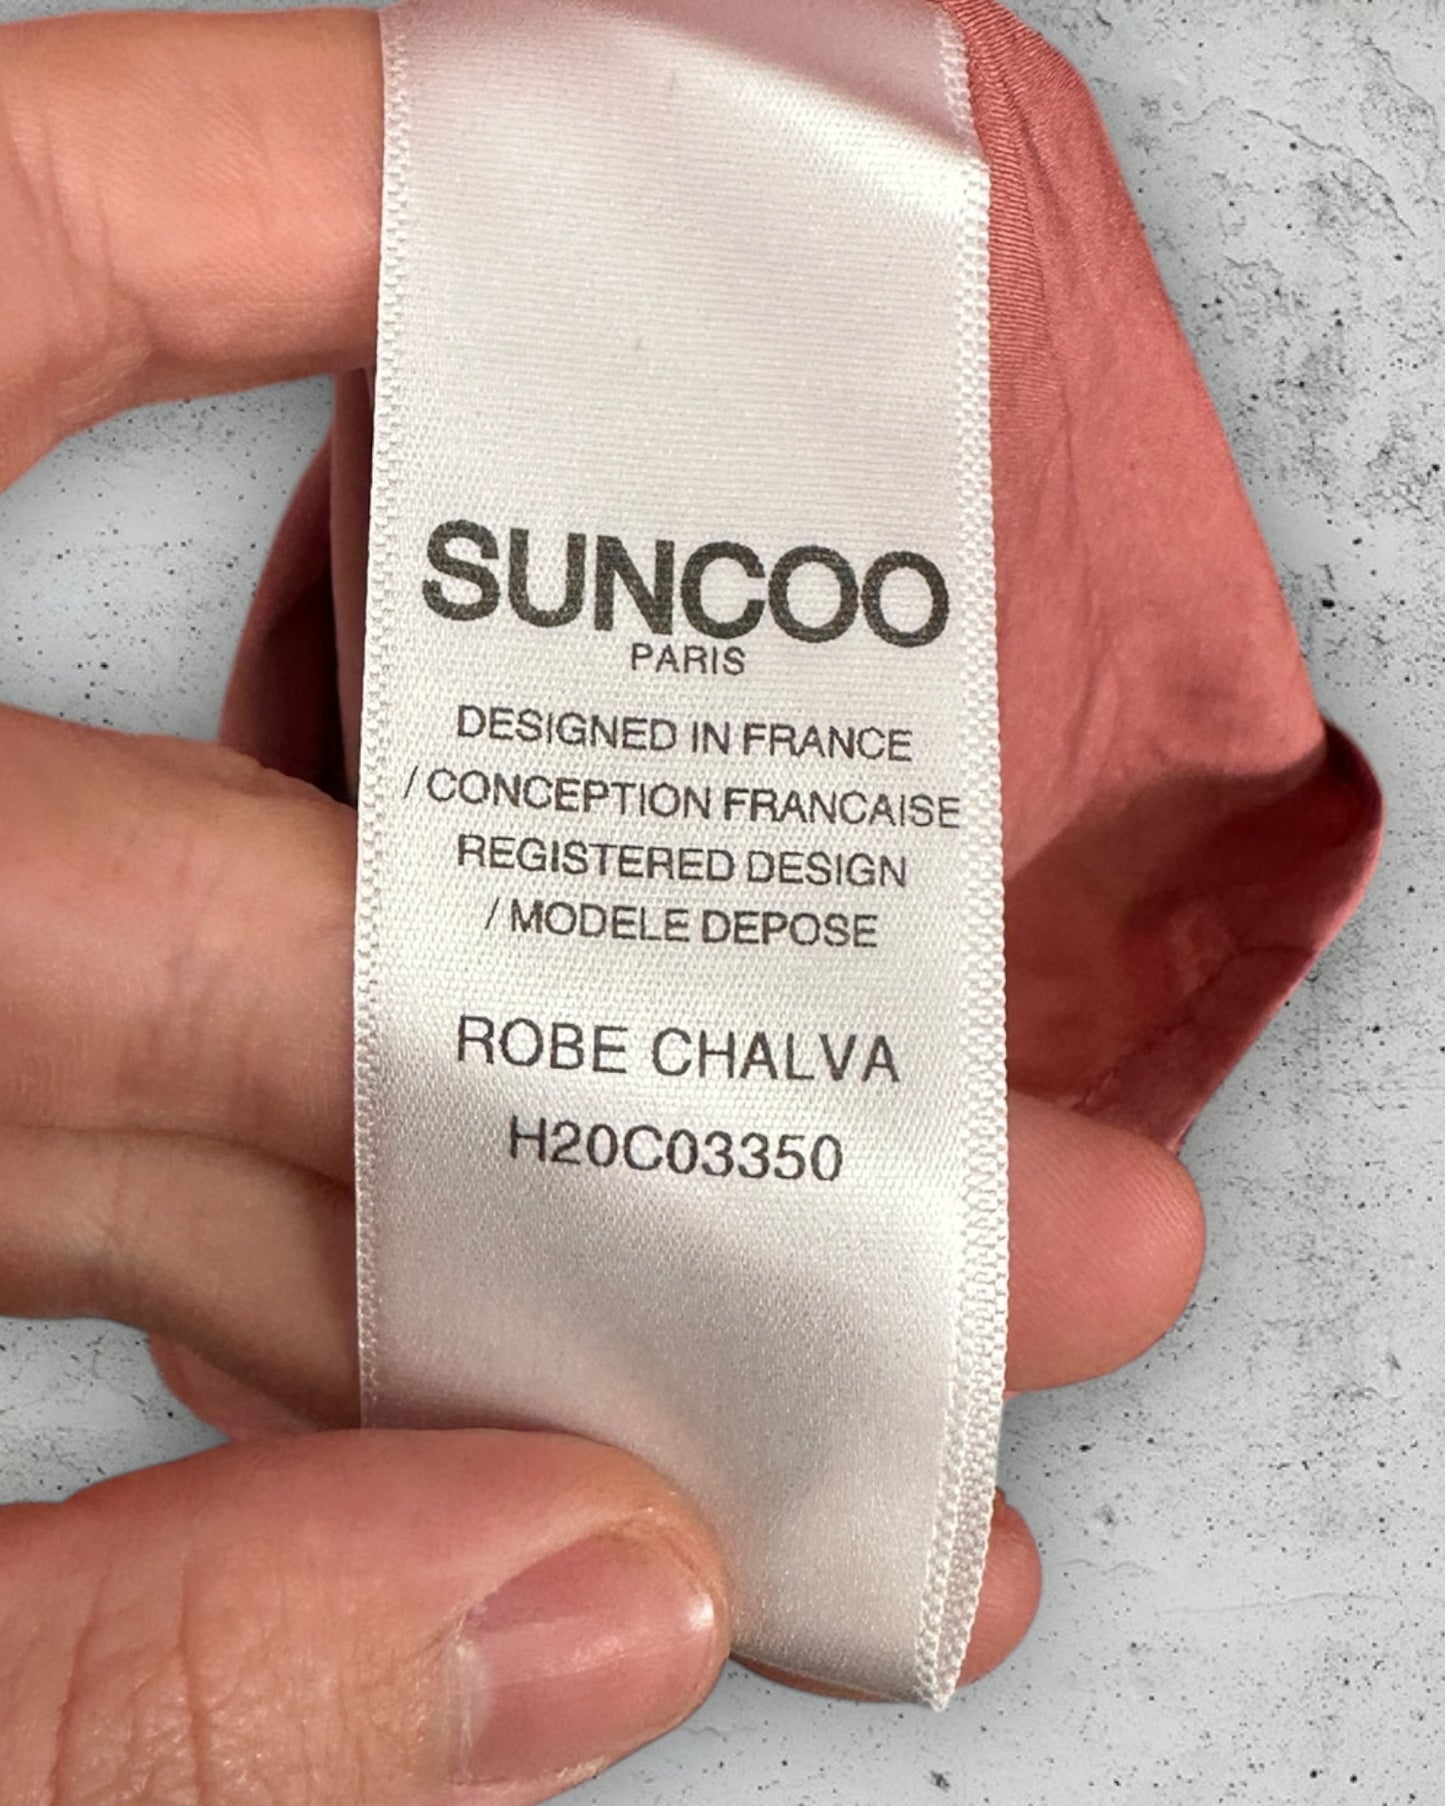 SUNCOO
PARIS
DESIGNED IN FRANCE
/ CONCEPTION FRANCAISE
REGISTERED DESIGN
/ MODELE DEPOSE
ROBE CHALVA
H20C03350